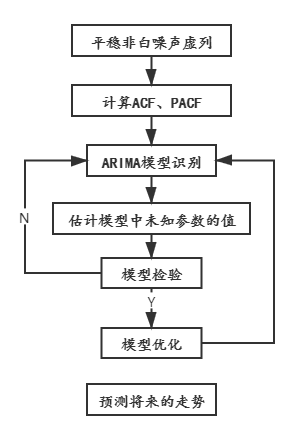 平稳非白噪声虚列
计算ACF、PACF
ARIMA模型识别
估计模型中未知参数的值
N
模型检验
Y
模型优化
预测将来的走势